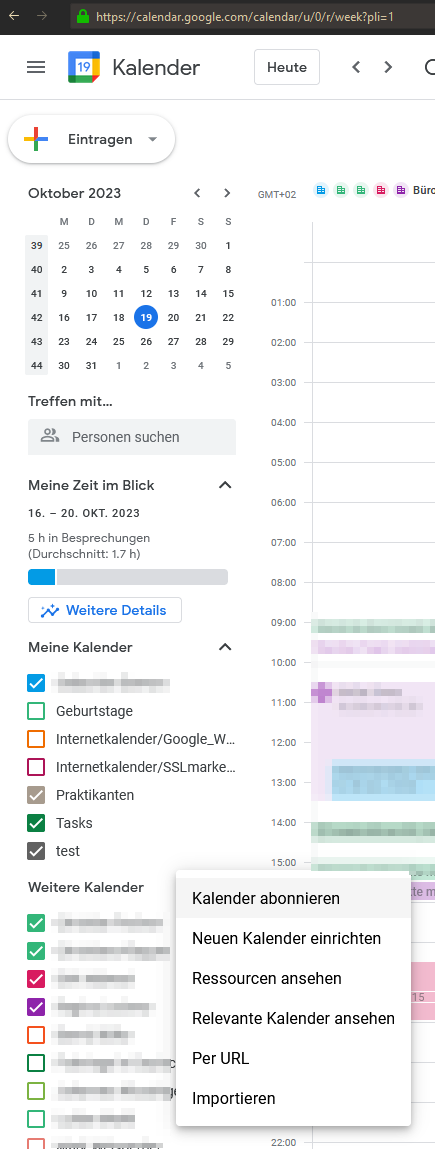 https://calendar.google.com/calendar/u/0/r/week?pli=1
19 Kalender Heute
Eintragen
Oktober 2023
M D M D F S S
39 25 26 27 28 29 30 1
40 2 3 4 5 6 7 8
41 9 10 11 12 13 14 15
42 16 17 18 19 20 21 22
43 23 24 25 26 27 28 29
44 30 31 1 2 3 4 5
Treffen mit...
Personen suchen
Meine Zeit im Blick
16. – 20. OKT. 2023
5 h in Besprechungen
(Durchschnitt: 1.7 h)
Weitere Details
Meine Kalender
Geburtstage
Internetkalender/Google_W...
Internetkalender/SSLmarke...
Praktikanten
Tasks
test
Weitere Kalender
Kalender abonnieren
Neuen Kalender einrichten
Ressourcen ansehen
Relevante Kalender ansehen
Per URL
Importieren
GMT+02
Büro
01:00
02:00
03:00
04:00
05:00
06:00
07:00
08:00
09:00
10:00
11:00
12:00
13:00
14:00
15:00
15
22:00